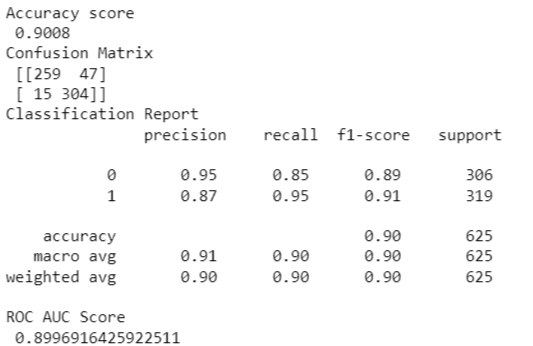 Accuracy score
0.9008
Confusion Matrix
[[259  47]
[ 15 304]]
Classification Report
precision    recall  f1-score   support
0       0.95      0.85      0.89       306
1       0.87      0.95      0.91       319
accuracy                           0.90       625
macro avg       0.91      0.90      0.90       625
weighted avg       0.90      0.90      0.90       625
ROC AUC Score
0.8996916425922511